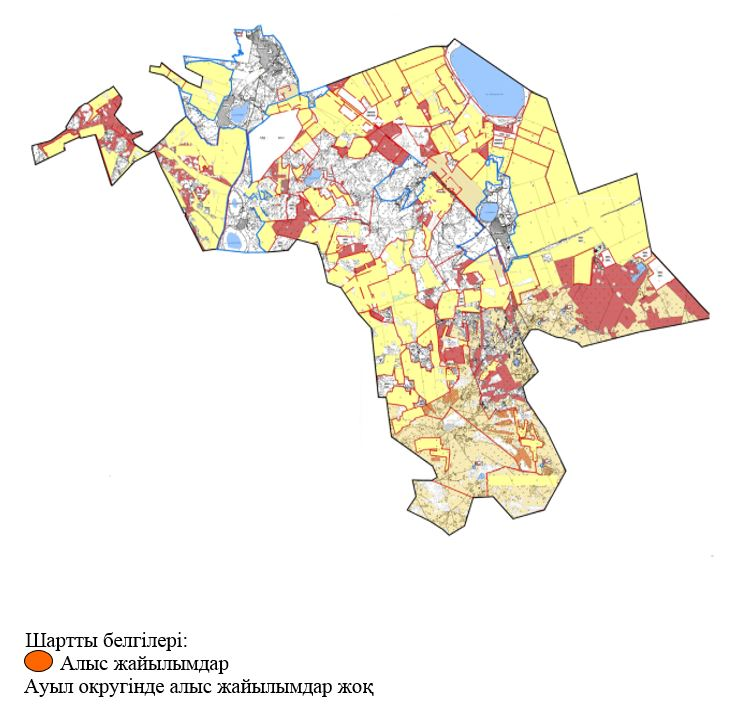 Шартты белгілері:
Алыс жайылымдар
Ауыл округінде алыс жайылымдар жоқ